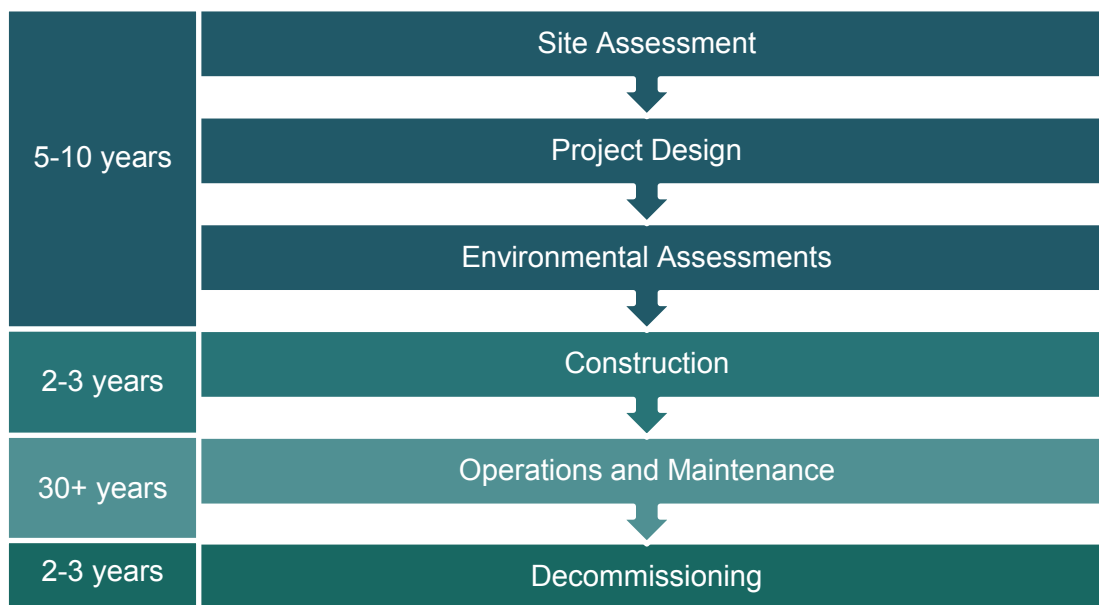 Site Assessment
Project Design
5-10 years
Environmental Assessments
2-3 years
Construction
30+ years
Operations and Maintenance
2-3 years
Decommissioning